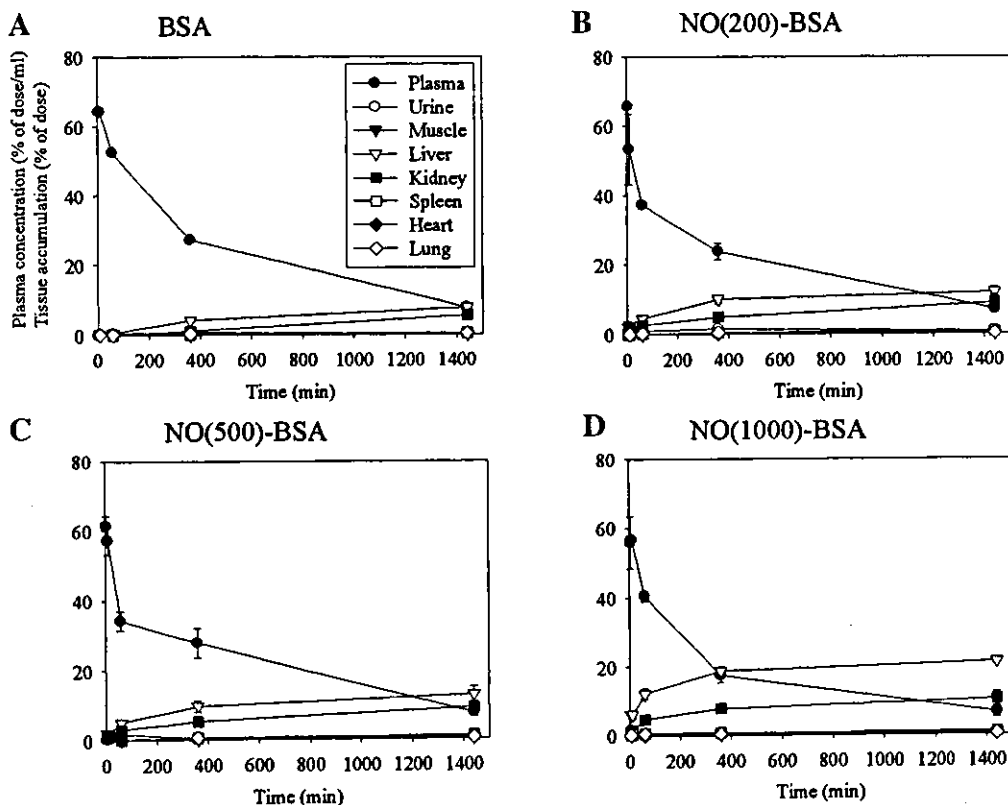 A
BSA
Plasma concentration (% of dose/ml)
Tissue accumulation (% of dose)
80
60
40
20
0
Plasma
Urine
Muscle
Liver
Kidney
Spleen
Heart
Lung
0 200 400 600 800 1000 1200 1400
Time (min)
B
NO(200)-BSA
80
60
40
20
0
0 200 400 600 800 1000 1200 1400
Time (min)
C
NO(500)-BSA
80
60
40
20
0
0 200 400 600 800 1000 1200 1400
Time (min)
D
NO(1000)-BSA
80
60
40
20
0
0 200 400 600 800 1000 1200 1400
Time (min)